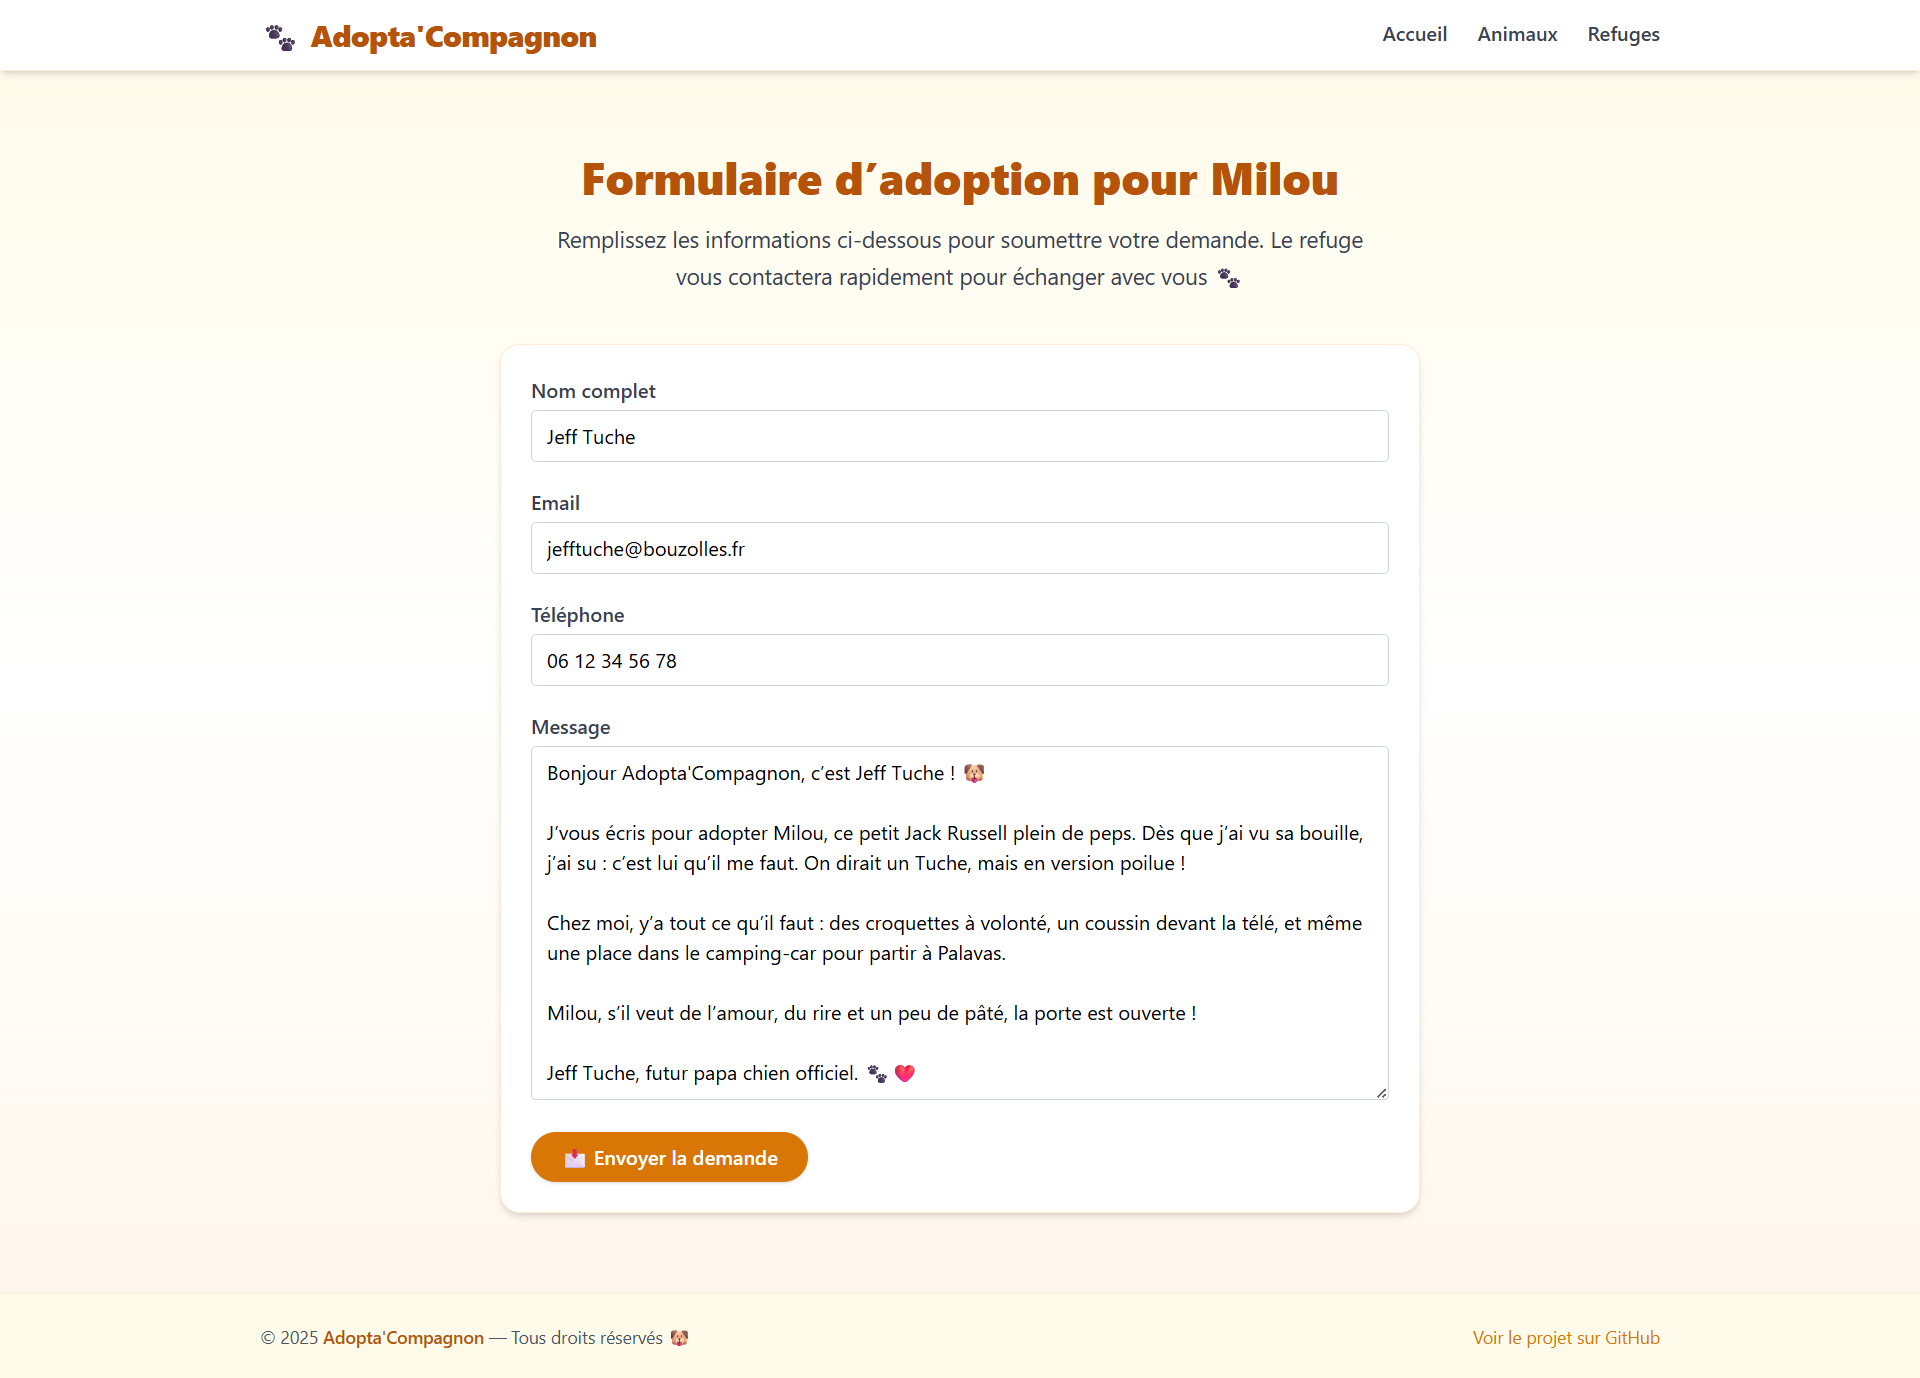 🐾 Adopta'Compagnon
Accueil Animaux Refuges
Formulaire d’adoption pour Milou
Remplissez les informations ci-dessous pour soumettre votre demande. Le refuge
vous contactera rapidement pour échanger avec vous 🐾
Nom complet
Jeff Tuche
Email
jefftuche@bouzolles.fr
Téléphone
06 12 34 56 78
Message
Bonjour Adopta'Compagnon, c’est Jeff Tuche ! 🐶
J’vous écris pour adopter Milou, ce petit Jack Russell plein de peps. Dès que j’ai vu sa bouille,
j’ai su : c’est lui qu’il me faut. On dirait un Tuche, mais en version poilue !
Chez moi, y’a tout ce qu’il faut : des croquettes à volonté, un coussin devant la télé, et même
une place dans le camping-car pour partir à Palavas.
Milou, s’il veut de l’amour, du rire et un peu de pâté, la porte est ouverte !
Jeff Tuche, futur papa chien officiel. 🐾 ❤️
📩 Envoyer la demande
© 2025 Adopta'Compagnon — Tous droits réservés 🐶
Voir le projet sur GitHub